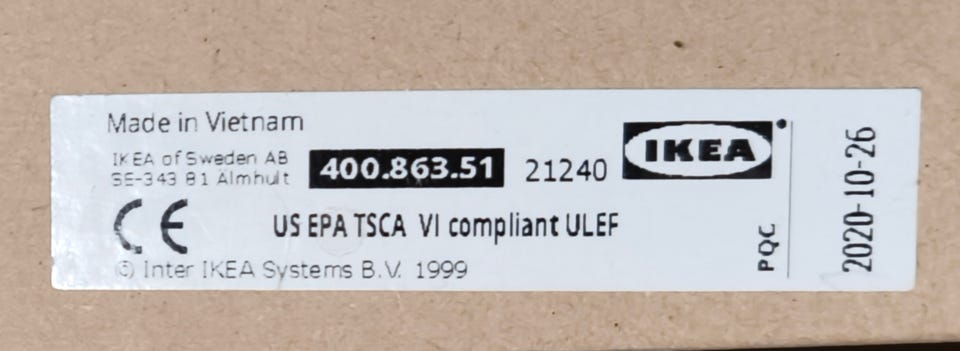 Made in Vietnam
IKEA of Sweden AB
SE-343 81 Älmhult
400.863.51
21240
IKEA
CE
US EPA TSCA VI compliant ULEF
© Inter IKEA Systems B.V. 1999
PQC
2020-10-26